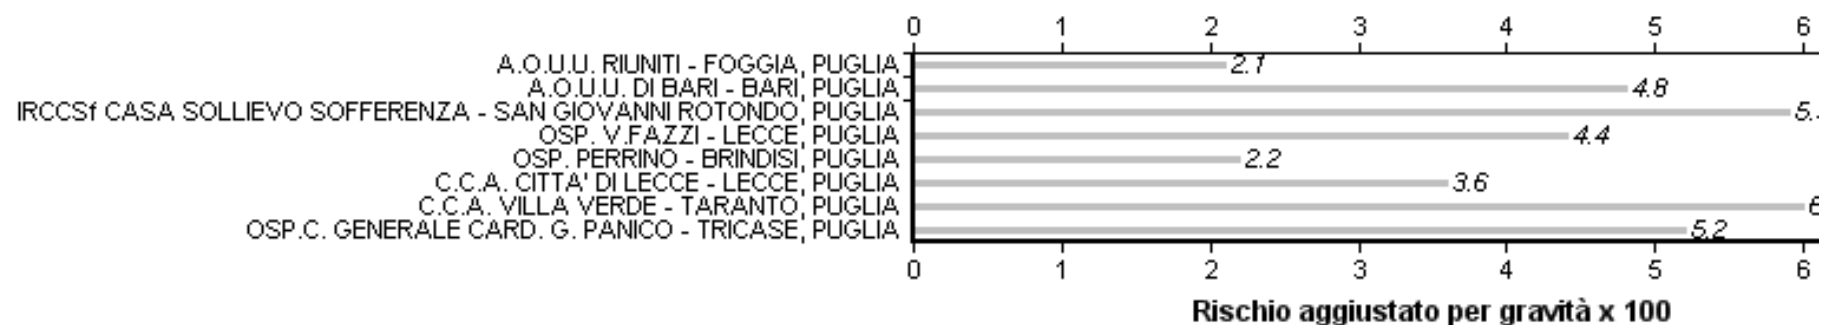 0 1 2 3 4 5 6
A.O.U.U. RIUNITI - FOGGIA, PUGLIA 2.1
A.O.U.U. DI BARI - BARI, PUGLIA 4.8
IRCCSf CASA SOLLIEVO SOFFERENZA - SAN GIOVANNI ROTONDO, PUGLIA
OSP. V.FAZZI - LECCE, PUGLIA 4.4
OSP. PERRINO - BRINDISI, PUGLIA 2.2
C.C.A. CITTA' DI LECCE - LECCE, PUGLIA 3.6
C.C.A. VILLA VERDE - TARANTO, PUGLIA
OSP.C. GENERALE CARD. G. PANICO - TRICASE, PUGLIA 5.2
0 1 2 3 4 5 6
Rischio aggiustato per gravità x 100